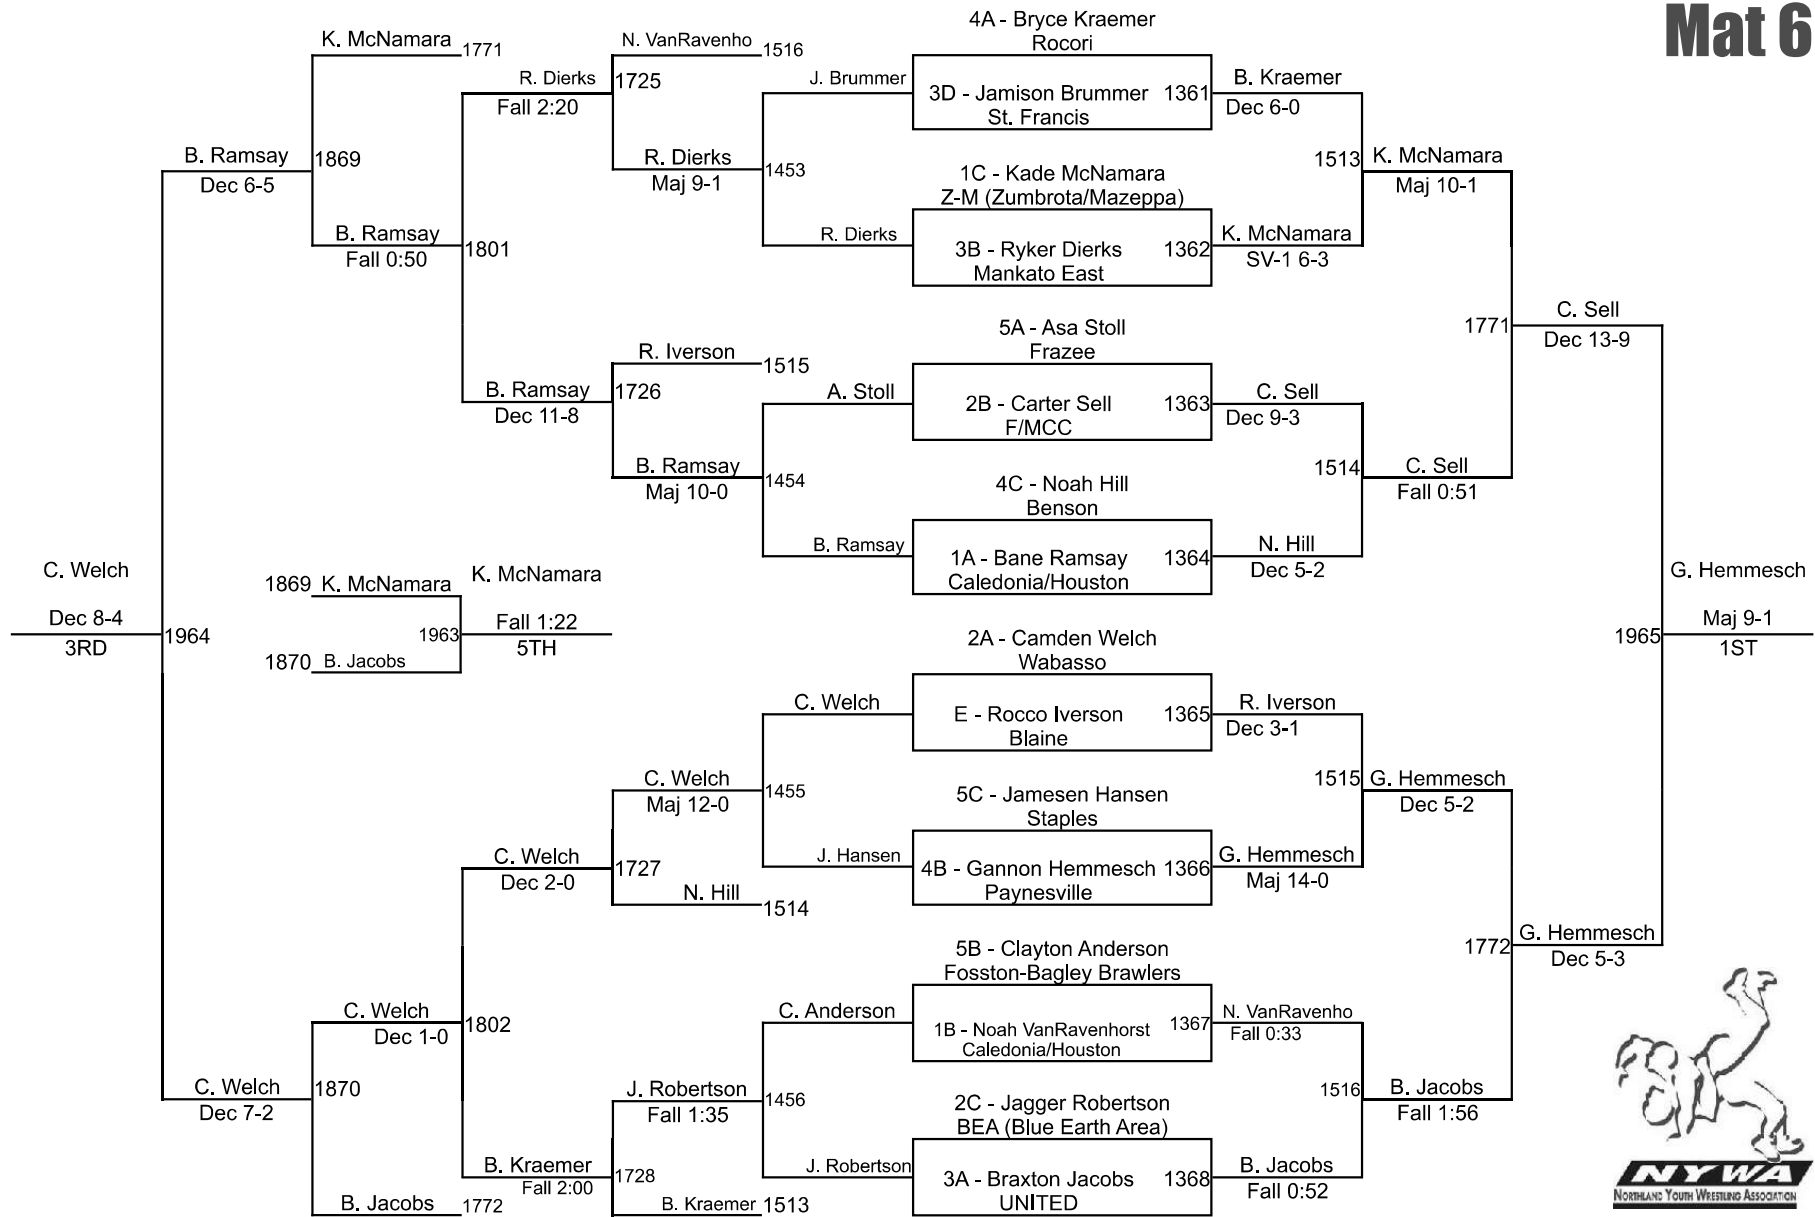 Mat 6
4A - Bryce Kraemer
Rocori
K. McNamara 1771
N. VanRavenho 1516
R. Dierks 1725
Fall 2:20
J. Brummer
3D - Jamison Brummer 1361
St. Francis
B. Kraemer
Dec 6-0
B. Ramsay 1869
Dec 6-5
R. Dierks 1453
Maj 9-1
1C - Kade McNamara
Z-M (Zumbrota/Mazeppa)
1513 K. McNamara
Maj 10-1
B. Ramsay 1801
Fall 0:50
R. Dierks
3B - Ryker Dierks 1362
Mankato East
K. McNamara
SV-1 6-3
5A - Asa Stoll
Frazee
1771 C. Sell
Dec 13-9
R. Iverson 1515
B. Ramsay 1726
Dec 11-8
A. Stoll
2B - Carter Sell 1363
F/MCC
C. Sell
Dec 9-3
B. Ramsay 1454
Maj 10-0
4C - Noah Hill
Benson
1514 C. Sell
Fall 0:51
B. Ramsay
1A - Bane Ramsay 1364
Caledonia/Houston
N. Hill
Dec 5-2
C. Welch
Dec 8-4 1964
3RD
1869 K. McNamara
K. McNamara
1963 Fall 1:22
5TH
1870 B. Jacobs
G. Hemmesch
1965 Maj 9-1
1ST
2A - Camden Welch
Wabasso
C. Welch
E - Rocco Iverson 1365
Blaine
R. Iverson
Dec 3-1
C. Welch 1455
Maj 12-0
5C - Jamesen Hansen
Staples
1515 G. Hemmesch
Dec 5-2
C. Welch 1727
Dec 2-0
J. Hansen
4B - Gannon Hemmesch 1366
Paynesville
G. Hemmesch
Maj 14-0
N. Hill 1514
5B - Clayton Anderson
Fosston-Bagley Brawlers
1772 G. Hemmesch
Dec 5-3
C. Welch 1802
Dec 1-0
C. Anderson
1B - Noah VanRavenhorst 1367
Caledonia/Houston
N. VanRavenho
Fall 0:33
C. Welch 1870
Dec 7-2
J. Robertson 1456
Fall 1:35
2C - Jagger Robertson
BEA (Blue Earth Area)
1516 B. Jacobs
Fall 1:56
B. Kraemer 1728
Fall 2:00
J. Robertson
3A - Braxton Jacobs 1368
UNITED
B. Jacobs
Fall 0:52
B. Jacobs 1772
B. Kraemer 1513
NYWA
NORTHLAND YOUTH WRESTLING ASSOCIATION